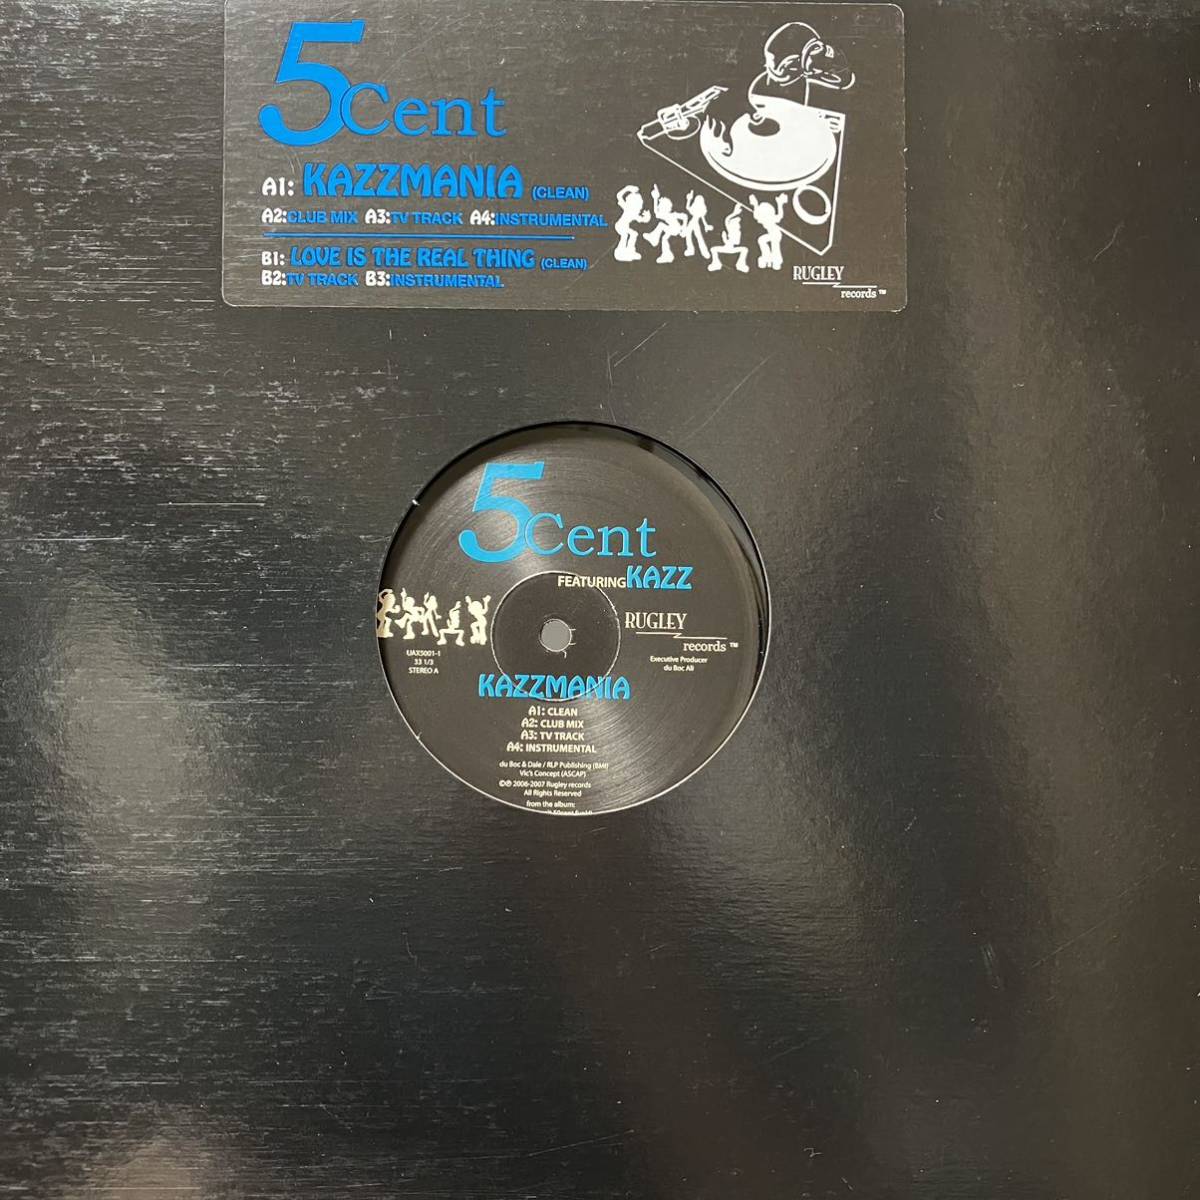 5Cent
A1: KAZZMANIA (CLEAN)
A2:CLUB MIX A3:TV TRACK A4:INSTRUMENTAL
B1: LOVE IS THE REAL THING (CLEAN)
B2:TV TRACK B3:INSTRUMENTAL
RUGLEY
records ™
5Cent
FEATURING KAZZ
RUGLEY
records ™
Executive Producer
du Boc Ali
UAX5001-1
33 1/3
STEREO A
KAZZMANIA
A1: CLEAN
A2: CLUB MIX
A3: TV TRACK
A4: INSTRUMENTAL
du Boc & Dale / RLP Publishing (BMI)
Vic's Concept (ASCAP)
©℗ 2006-2007 Rugley records
All Rights Reserved
from the album: